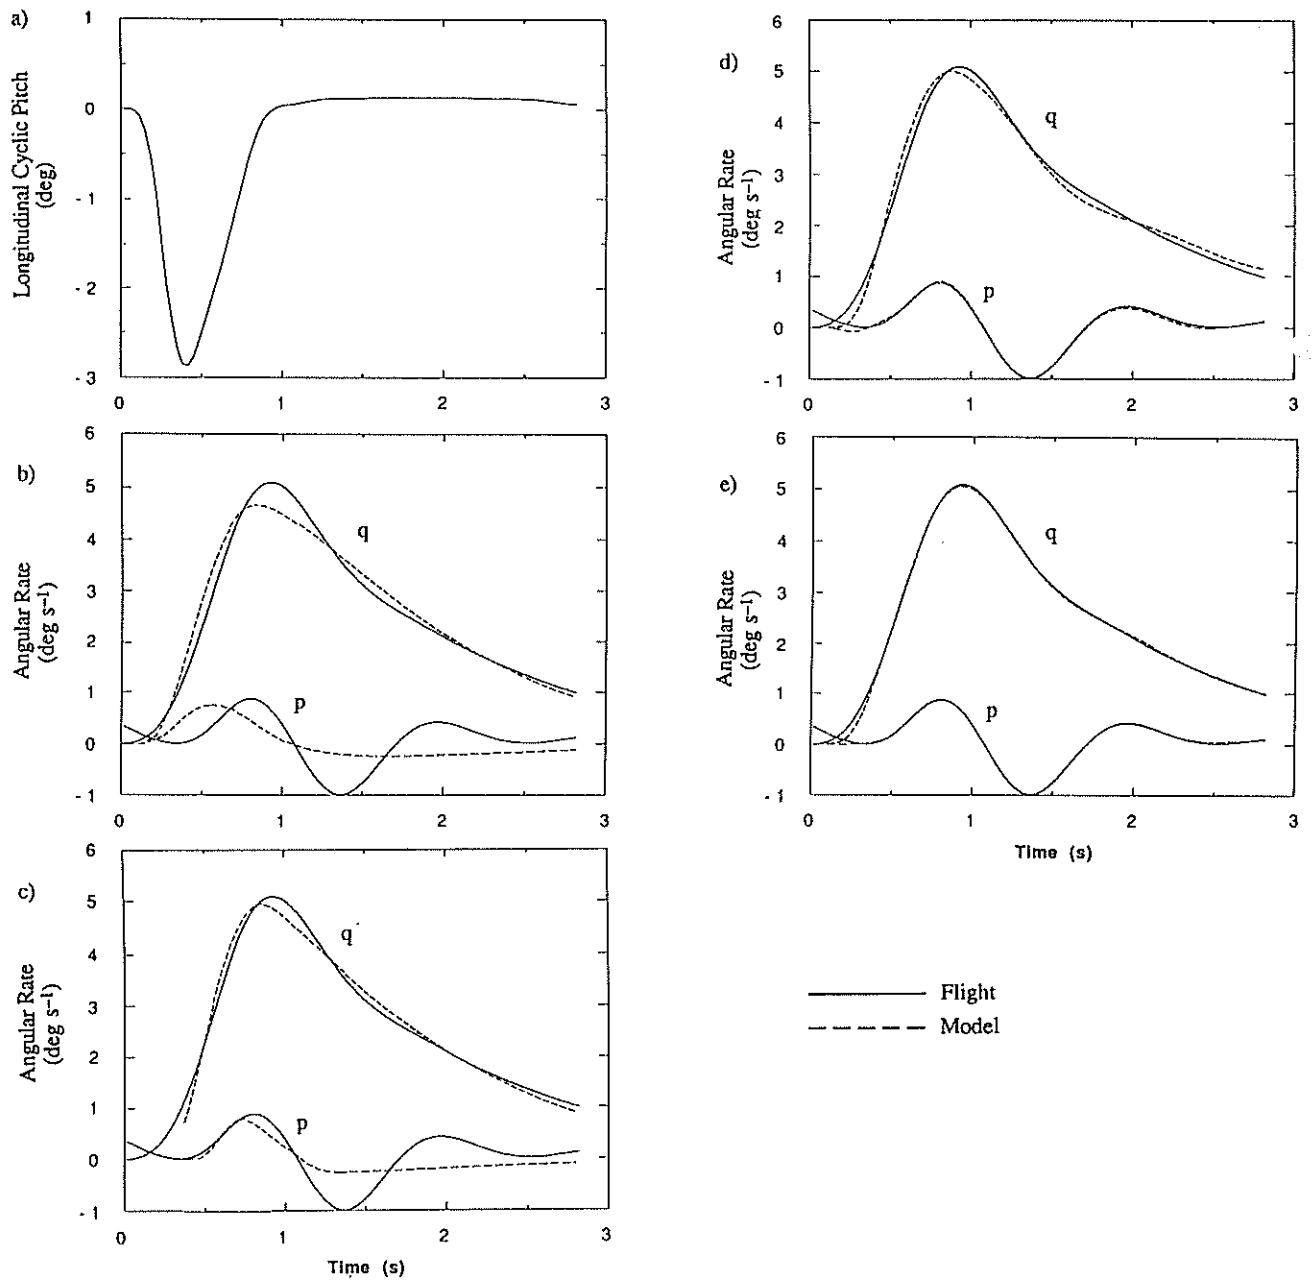 a)
Longitudinal Cyclic Pitch
(deg)
1
0
- 1
- 2
- 3
0
1
2
3
b)
Angular Rate
(deg s⁻¹)
6
5
4
3
2
1
0
- 1
q
p
0
1
2
3
c)
Angular Rate
(deg s⁻¹)
6
5
4
3
2
1
0
- 1
q
p
0
1
2
3
Time (s)
d)
Angular Rate
(deg s⁻¹)
6
5
4
3
2
1
0
- 1
q
p
0
1
2
3
e)
Angular Rate
(deg s⁻¹)
6
5
4
3
2
1
0
- 1
q
p
0
1
2
3
Time (s)
Flight
Model